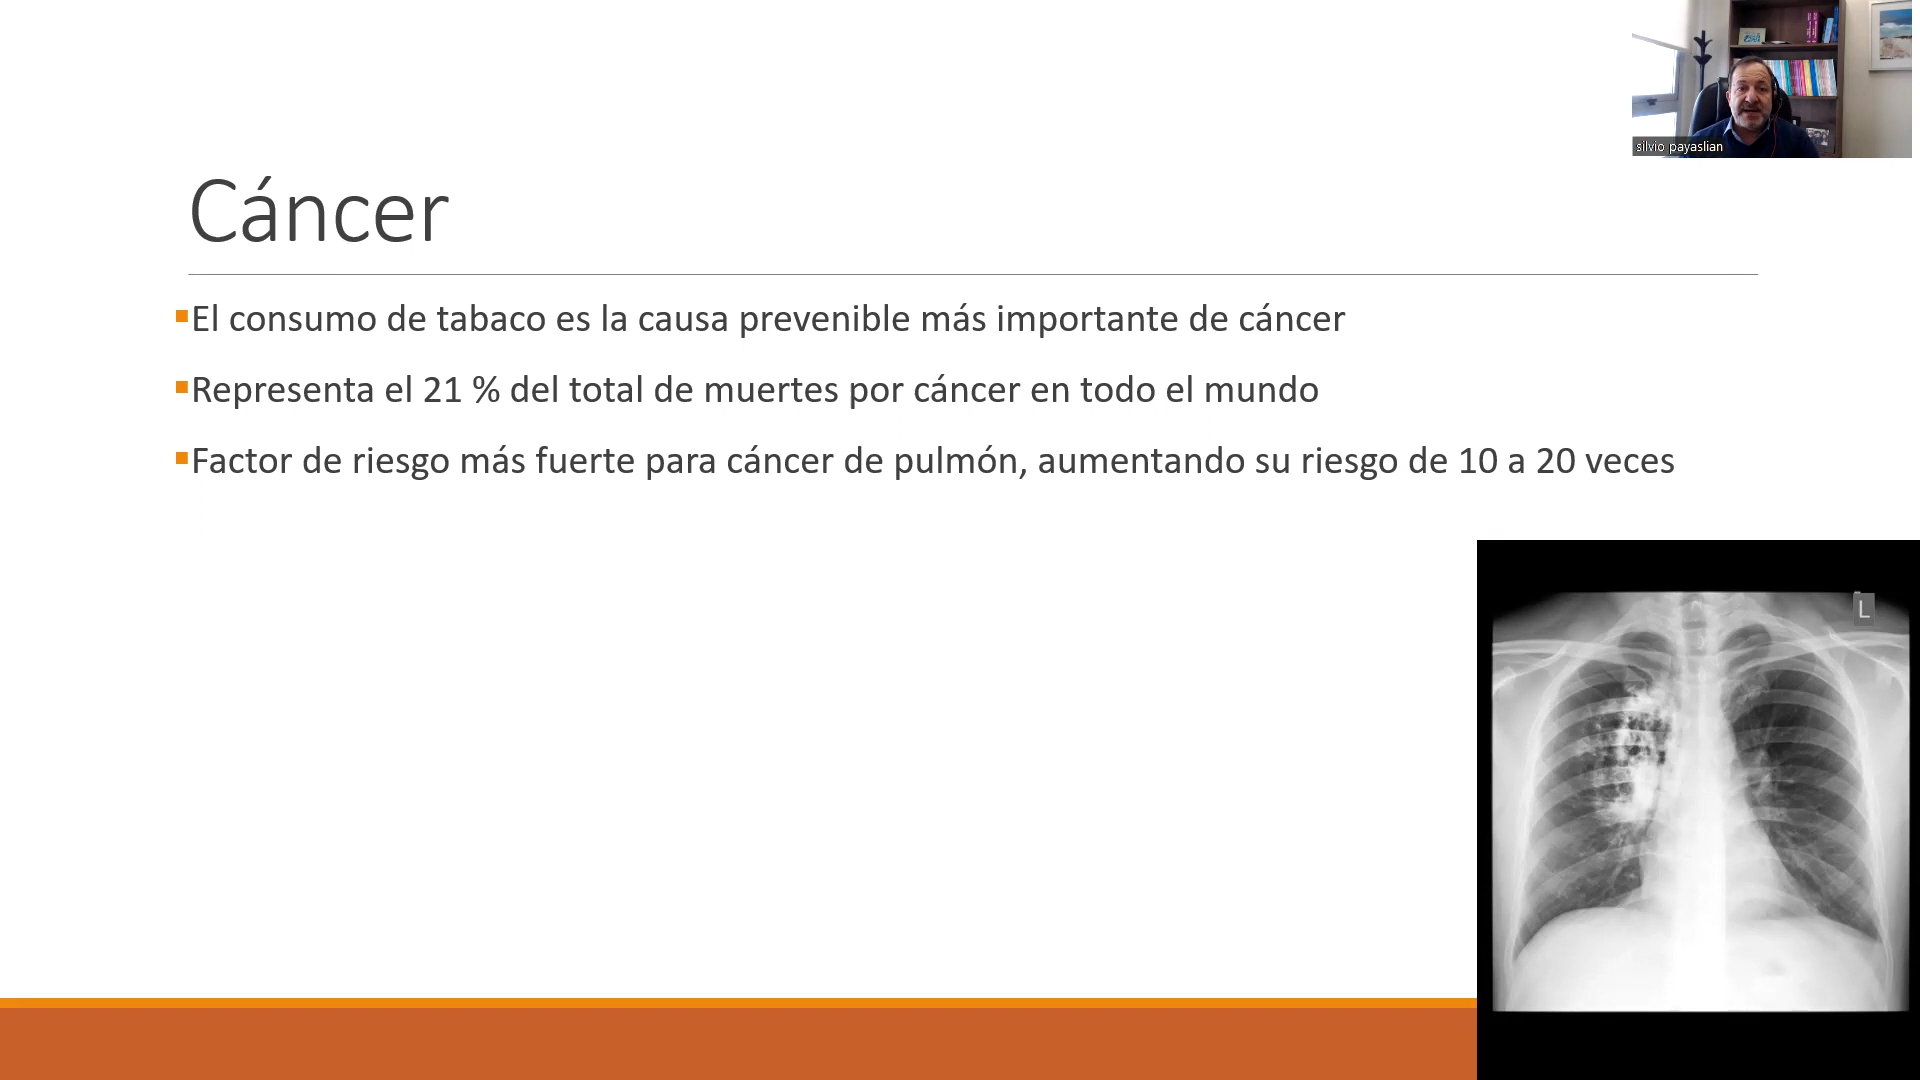 silvio payaslian
Cáncer
▪El consumo de tabaco es la causa prevenible más importante de cáncer
▪Representa el 21 % del total de muertes por cáncer en todo el mundo
▪Factor de riesgo más fuerte para cáncer de pulmón, aumentando su riesgo de 10 a 20 veces
L